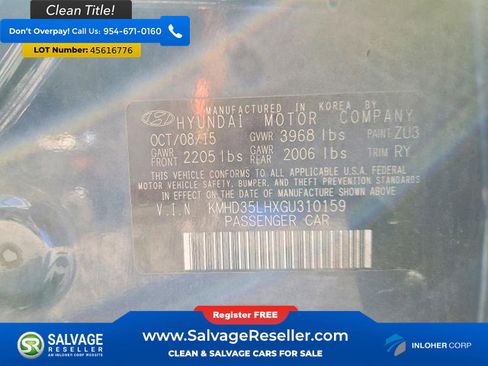 Clean Title!
Don't Overpay! Call Us: 954-671-0160
LOT Number 45616776
MANUFACTURED IN KOREA BY
HYUNDAI MOTOR COMPANY
OCT/08/15 GVWR 3968 lbs PAINT ZU3
GAWR FRONT 2205 lbs GAWR REAR 2006 lbs TRIM RY
THIS VEHICLE CONFORMS TO ALL APPLICABLE U.S.A. FEDERAL
MOTOR VEHICLE SAFETY, BUMPER, AND THEFT PREVENTION STANDARDS
IN EFFECT ON THE DATE OF MANUFACTURE SHOWN ABOVE.
V.I.N KMHD35LHXGU310159
PASSENGER CAR
Register FREE
www.SalvageReseller.com
CLEAN & SALVAGE CARS FOR SALE
SALVAGE
RESELLER
AN INLOHER CORP WEBSITE
INLOHER CORP